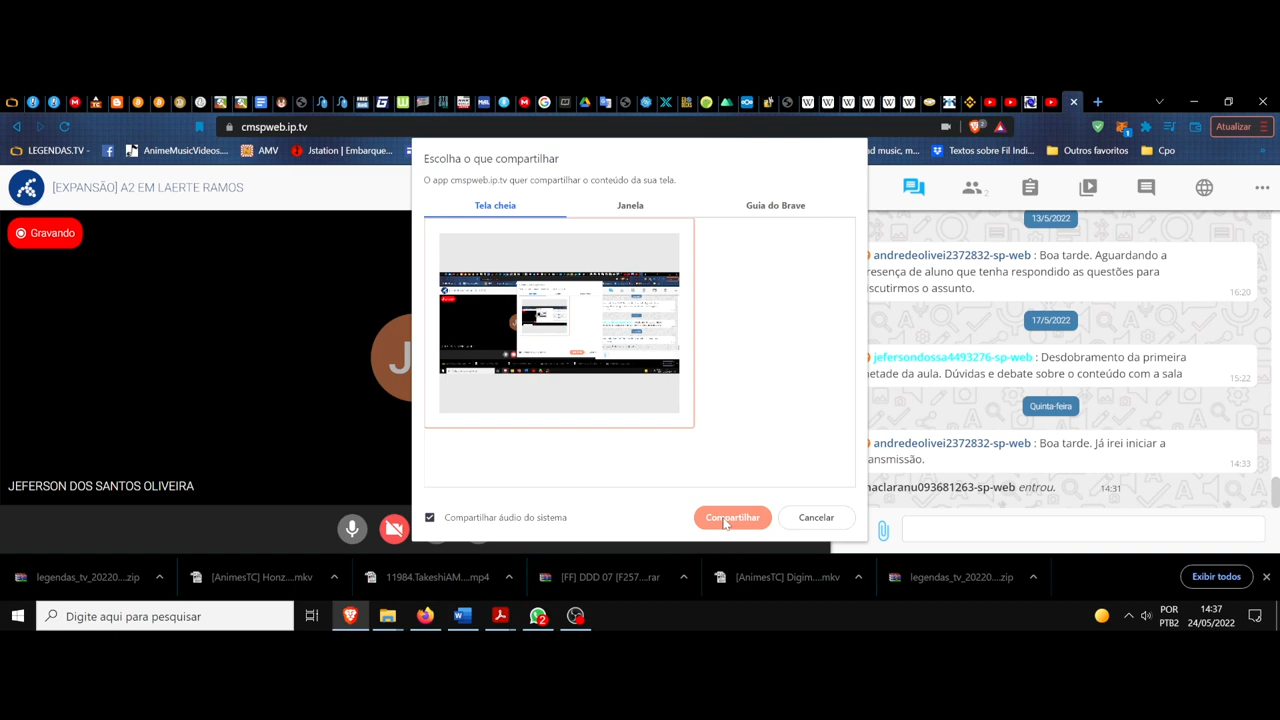 cmspweb.ip.tv
2
1
Atualizar
LEGENDAS.TV -
AnimeMusicVideos....
AMV
Jstation | Embarque...
nd music, m...
Textos sobre Fil Indi...
Outros favoritos
Cpo
[EXPANSÃO] A2 EM LAERTE RAMOS
2
Gravando
J
JEFERSON DOS SANTOS OLIVEIRA
Escolha o que compartilhar
O app cmspweb.ip.tv quer compartilhar o conteúdo da sua tela.
Tela cheia
Janela
Guia do Brave
Compartilhar áudio do sistema
Compartilhar
Cancelar
13/5/2022
andredeolivei2372832-sp-web : Boa tarde. Aguardando a
resença de aluno que tenha respondido as questões para
scutirmos o assunto.
16:20
17/5/2022
jefersondossa4493276-sp-web : Desdobramento da primeira
etade da aula. Dúvidas e debate sobre o conteúdo com a sala
15:22
Quinta-feira
andredeolivei2372832-sp-web : Boa tarde. Já irei iniciar a
ansmissão.
14:33
naclaranu093681263-sp-web entrou.
14:31
legendas_tv_20220....zip
[AnimesTC] Honz....mkv
11984.TakeshiAM....mp4
[FF] DDD 07 [F257....rar
[AnimesTC] Digim....mkv
legendas_tv_20220....zip
Exibir todos
Digite aqui para pesquisar
2
POR
PTB2
14:37
24/05/2022